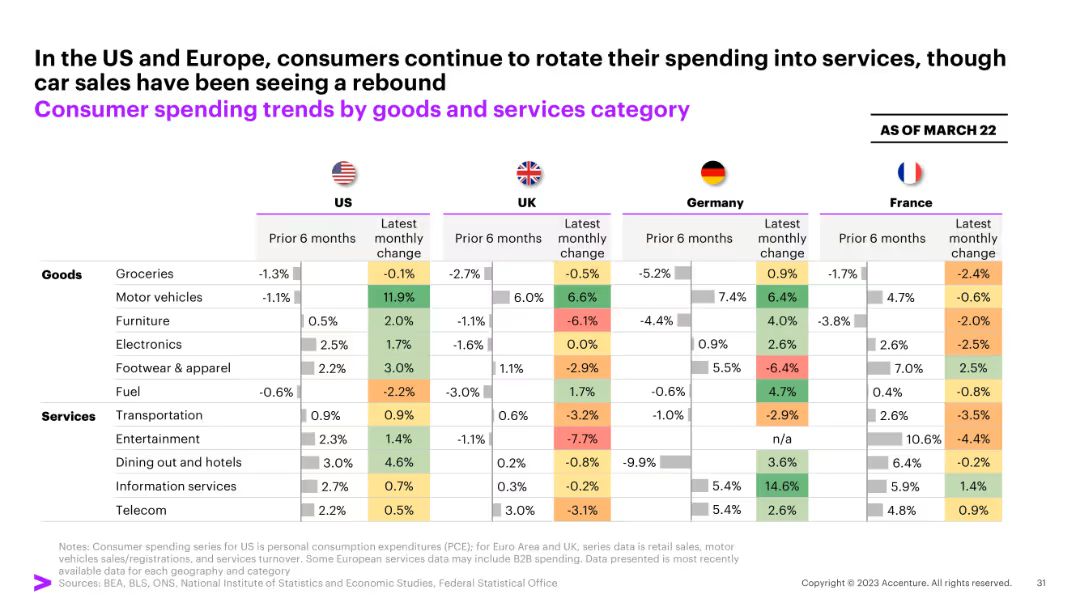 In the US and Europe, consumers continue to rotate their spending into services, though
car sales have been seeing a rebound
Consumer spending trends by goods and services category
AS OF MARCH 22
US UK Germany France
Prior 6 months Latest monthly change Prior 6 months Latest monthly change Prior 6 months Latest monthly change Prior 6 months Latest monthly change
Goods Groceries -1.3% -0.1% -2.7% -0.5% -5.2% 0.9% -1.7% -2.4%
Motor vehicles -1.1% 11.9% 6.0% 6.6% 7.4% 6.4% 4.7% -0.6%
Furniture 0.5% 2.0% -1.1% -6.1% -4.4% 4.0% -3.8% -2.0%
Electronics 2.5% 1.7% -1.6% 0.0% 0.9% 2.6% 2.6% -2.5%
Footwear & apparel 2.2% 3.0% 1.1% -2.9% 5.5% -6.4% 7.0% 2.5%
Fuel -0.6% -2.2% -3.0% 1.7% -0.6% 4.7% 0.4% -0.8%
Services Transportation 0.9% 0.9% 0.6% -3.2% -1.0% -2.9% 2.6% -3.5%
Entertainment 2.3% 1.4% -1.1% -7.7% n/a 10.6% -4.4%
Dining out and hotels 3.0% 4.6% 0.2% -0.8% -9.9% 3.6% 6.4% -0.2%
Information services 2.7% 0.7% 0.3% -0.2% 5.4% 14.6% 5.9% 1.4%
Telecom 2.2% 0.5% 3.0% -3.1% 5.4% 2.6% 4.8% 0.9%
Notes: Consumer spending series for US is personal consumption expenditures (PCE); for Euro Area and UK, series data is retail sales, motor
vehicles sales/registrations, and services turnover. Some European services data may include B2B spending. Data presented is most recently
available data for each geography and category
Sources: BEA, BLS, ONS, National Institute of Statistics and Economic Studies, Federal Statistical Office
Copyright © 2023 Accenture. All rights reserved. 31